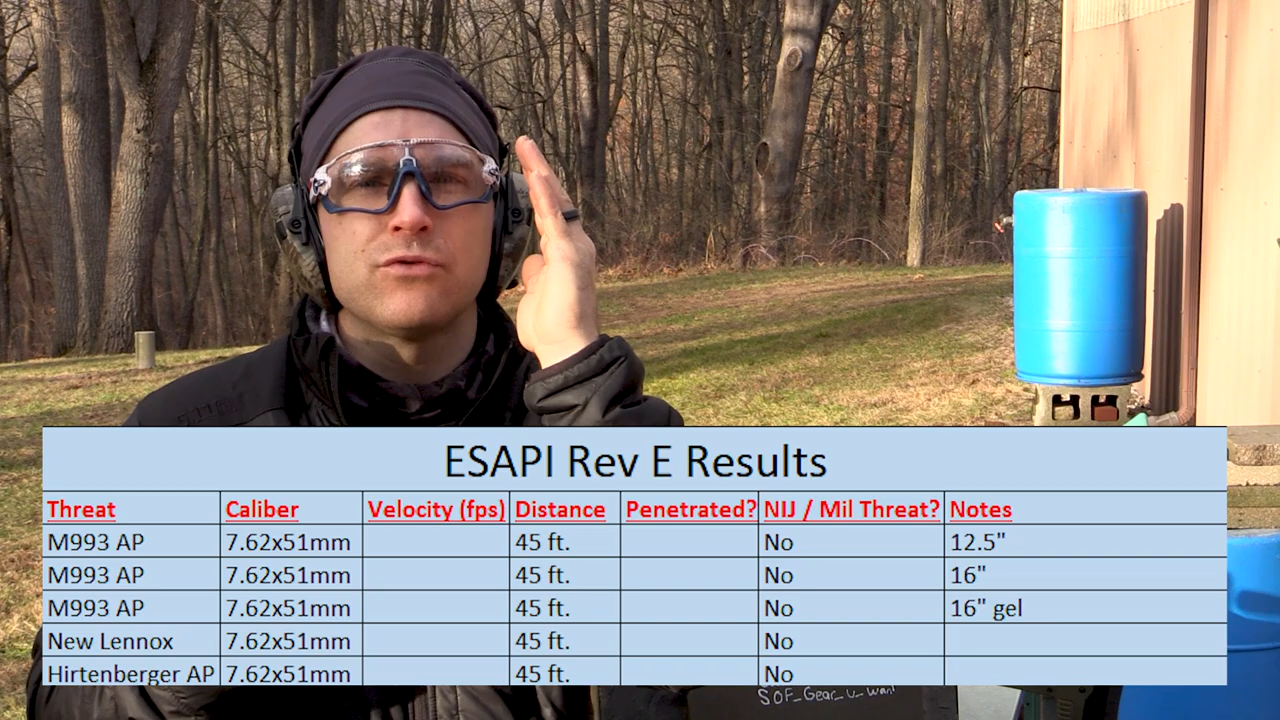 ESAPI Rev E Results
Threat Caliber Velocity (fps) Distance Penetrated? NIJ / Mil Threat? Notes
M993 AP 7.62x51mm 45 ft. No 12.5"
M993 AP 7.62x51mm 45 ft. No 16"
M993 AP 7.62x51mm 45 ft. No 16" gel
New Lennox 7.62x51mm 45 ft. No
Hirtenberger AP 7.62x51mm 45 ft. No
SOF_Gear_U_Want